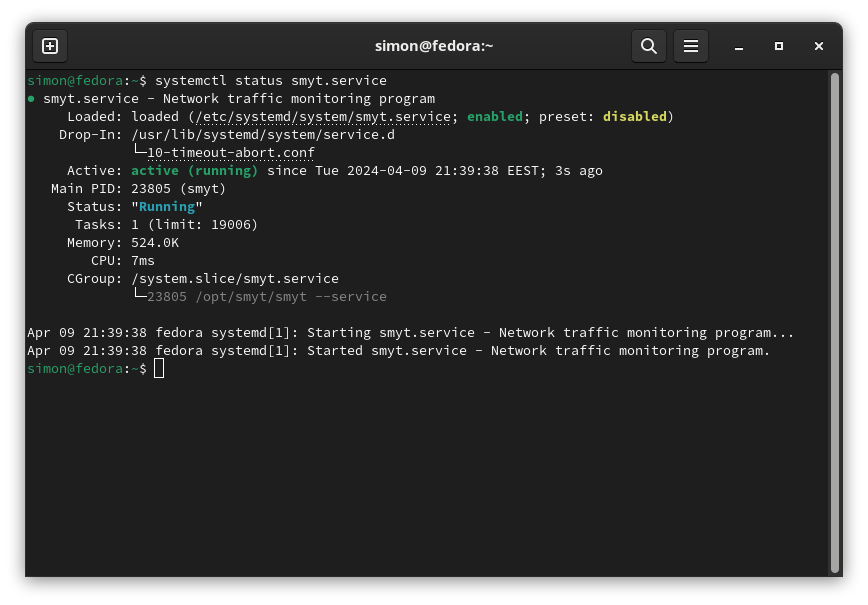 simon@fedora:~
simon@fedora:~$ systemctl status smyt.service
● smyt.service – Network traffic monitoring program
Loaded: loaded (/etc/systemd/system/smyt.service; enabled; preset: disabled)
Drop-In: /usr/lib/systemd/system/service.d
└─10-timeout-abort.conf
Active: active (running) since Tue 2024-04-09 21:39:38 EEST; 3s ago
Main PID: 23805 (smyt)
Status: "Running"
Tasks: 1 (limit: 19006)
Memory: 524.0K
CPU: 7ms
CGroup: /system.slice/smyt.service
└─23805 /opt/smyt/smyt --service
Apr 09 21:39:38 fedora systemd[1]: Starting smyt.service – Network traffic monitoring program...
Apr 09 21:39:38 fedora systemd[1]: Started smyt.service – Network traffic monitoring program.
simon@fedora:~$